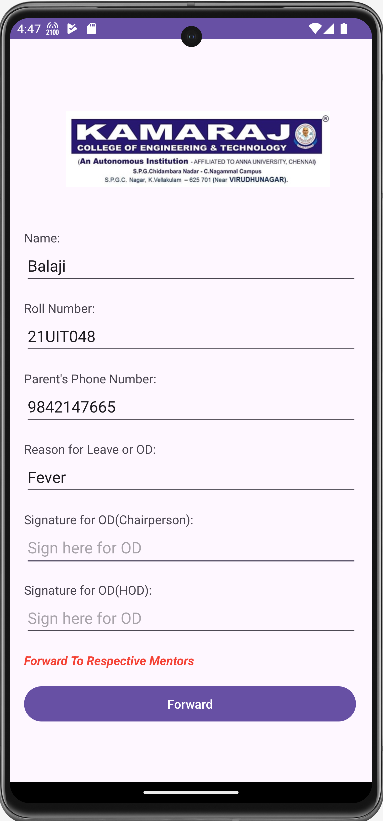 4:47
2100
KAMARAJ
®
COLLEGE OF ENGINEERING & TECHNOLOGY
(An Autonomous Institution - AFFILIATED TO ANNA UNIVERSITY, CHENNAI)
S.P.G.Chidambara Nadar - C.Nagammal Campus
S.P.G.C. Nagar, K.Vellakulam – 625 701 (Near VIRUDHUNAGAR).
Name:
Balaji
Roll Number:
21UIT048
Parent's Phone Number:
9842147665
Reason for Leave or OD:
Fever
Signature for OD(Chairperson):
Sign here for OD
Signature for OD(HOD):
Sign here for OD
Forward To Respective Mentors
Forward